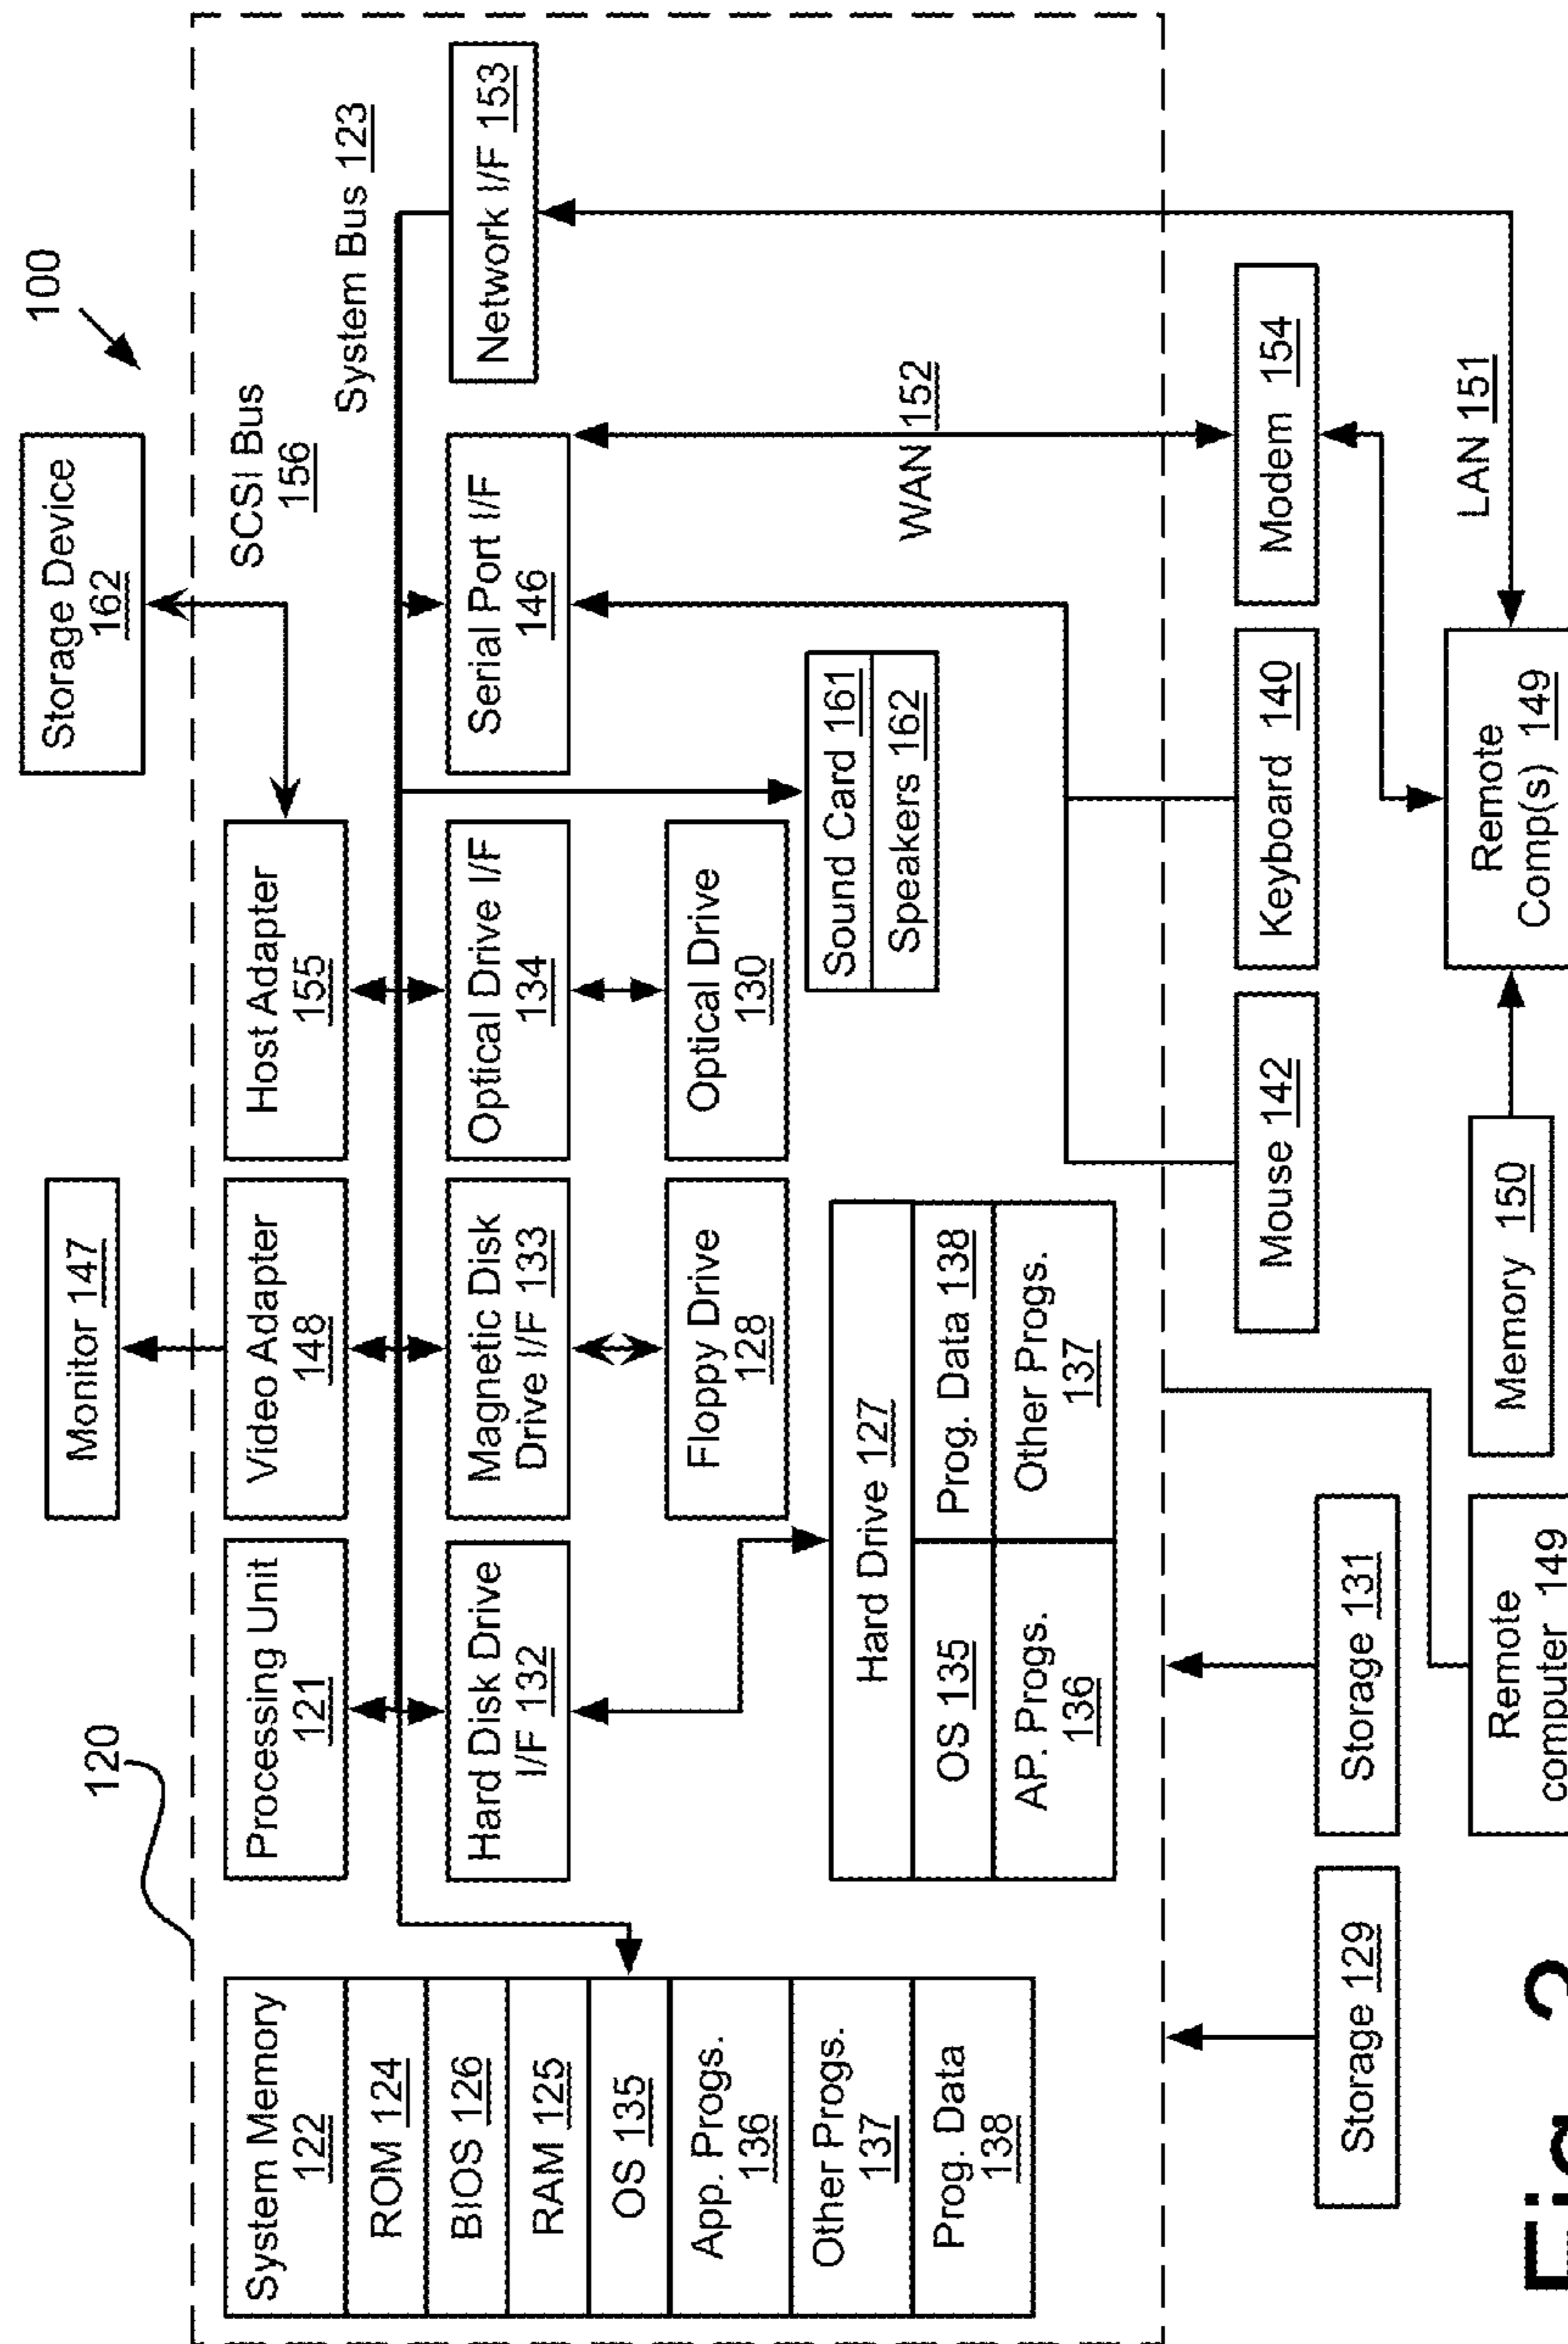 100
120
Monitor 147
Storage Device
162
SCSI Bus
156
System Memory
122
ROM 124
BIOS 126
RAM 125
OS 135
App. Progs.
136
Other Progs.
137
Prog. Data
138
Processing Unit
121
Video Adapter
148
Host Adapter
155
System Bus 123
Hard Disk Drive
I/F 132
Magnetic Disk
Drive I/F 133
Optical Drive I/F
134
Serial Port I/F
146
Network I/F 153
Floppy Drive
128
Optical Drive
130
Sound Card 161
Speakers 162
Hard Drive 127
OS 135
Prog. Data 138
AP. Progs.
136
Other Progs.
137
WAN 152
Mouse 142
Keyboard 140
Modem 154
Storage 129
Storage 131
LAN 151
Remote
computer 149
Memory 150
Remote
Comp(s) 149
Fig. 2